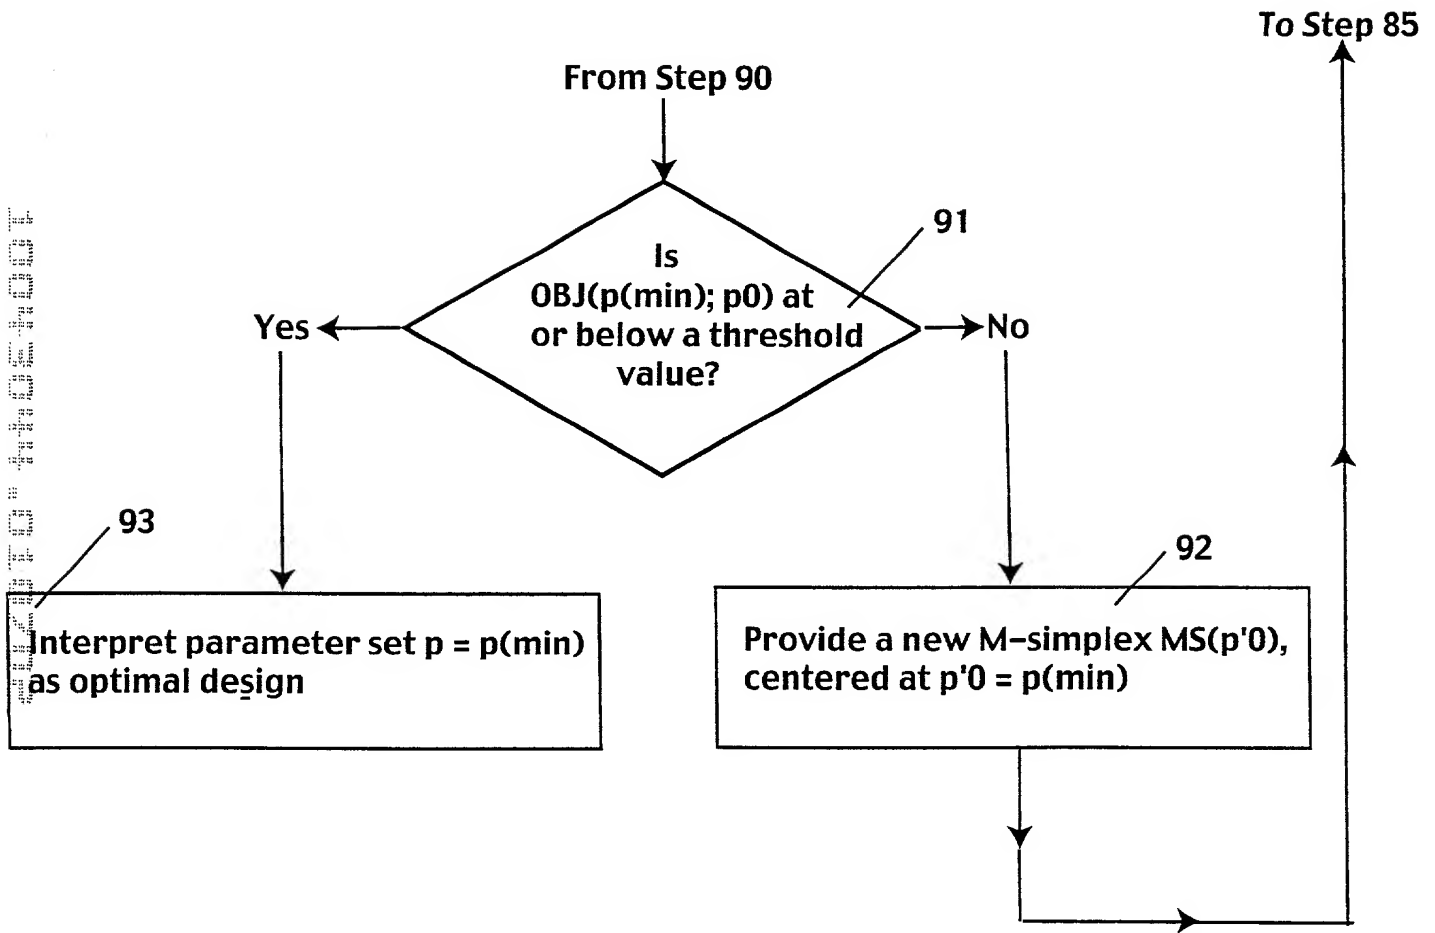 To Step 85
From Step 90
91
Is
OBJ(p(min); p0) at
or below a threshold
value?
Yes
No
93
92
Interpret parameter set p = p(min)
as optimal design
Provide a new M-simplex MS(p'0),
centered at p'0 = p(min)